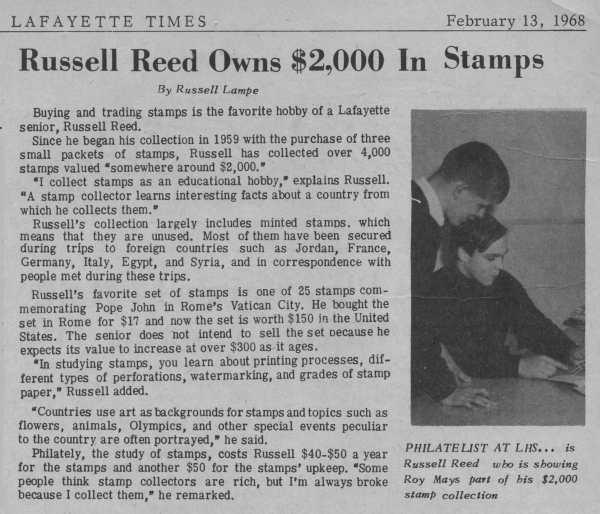 LAFAYETTE TIMES February 13, 1968
Russell Reed Owns $2,000 In Stamps
By Russell Lampe
Buying and trading stamps is the favorite hobby of a Lafayette
senior, Russell Reed.
Since he began his collection in 1959 with the purchase of three
small packets of stamps, Russell has collected over 4,000
stamps valued "somewhere around $2,000."
"I collect stamps as an educational hobby," explains Russell.
"A stamp collector learns interesting facts about a country from
which he collects them."
Russell's collection largely includes minted stamps, which
means that they are unused. Most of them have been secured
during trips to foreign countries such as Jordan, France,
Germany, Italy, Egypt, and Syria, and in correspondence with
people met during these trips.
Russell's favorite set of stamps is one of 25 stamps com-
memorating Pope John in Rome's Vatican City. He bought the
set in Rome for $17 and now the set is worth $150 in the United
States. The senior does not intend to sell the set because he
expects its value to increase at over $300 as it ages.
"In studying stamps, you learn about printing processes, dif-
ferent types of perforations, watermarking, and grades of stamp
paper," Russell added.
"Countries use art as backgrounds for stamps and topics such as
flowers, animals, Olympics, and other special events peculiar
to the country are often portrayed," he said.
Philately, the study of stamps, costs Russell $40-$50 a year
for the stamps and another $50 for the stamps' upkeep. "Some
people think stamp collectors are rich, but I'm always broke
because I collect them," he remarked.
PHILATELIST AT LHS... is
Russell Reed who is showing
Roy Mays part of his $2,000
stamp collection